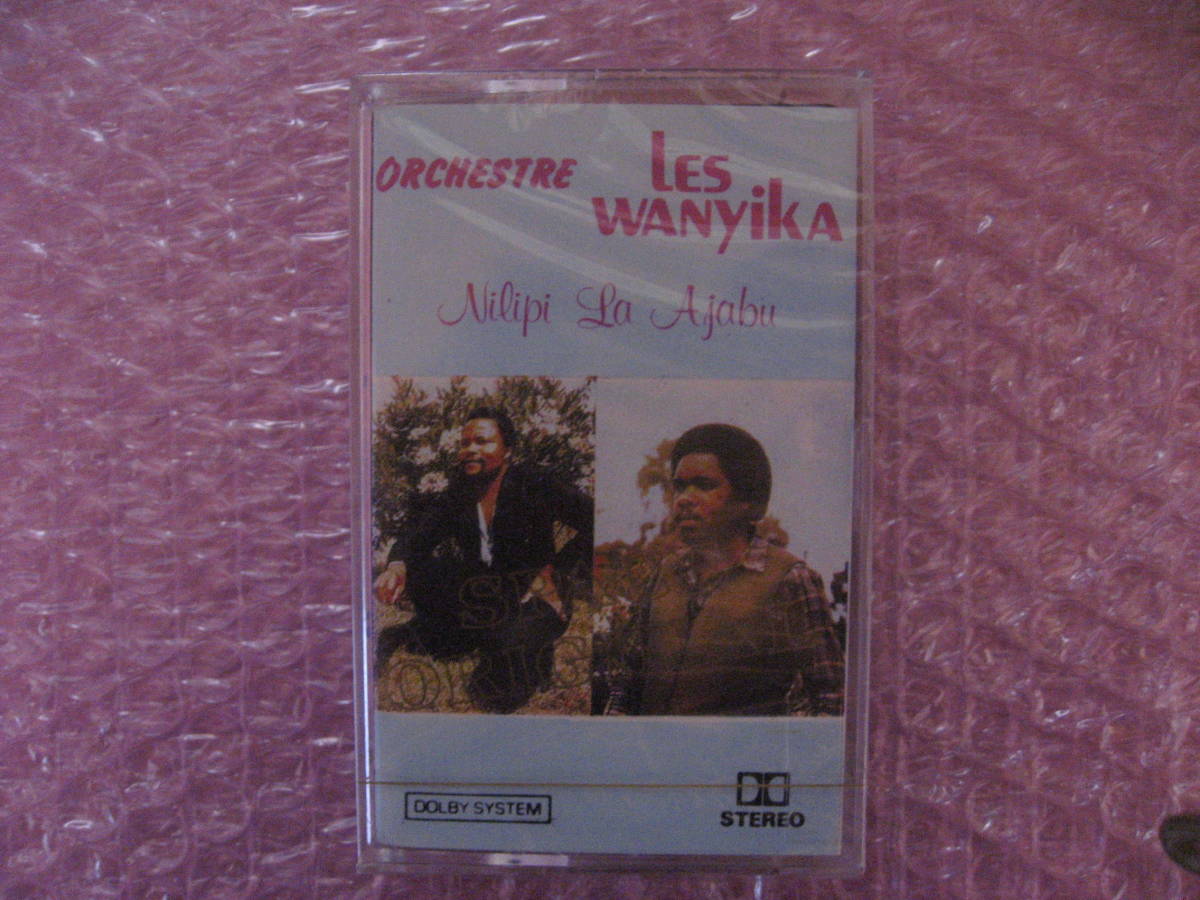 ORCHESTRE
LES
WANYIKA
Nilipi La Ajabu
DOLBY SYSTEM
STEREO